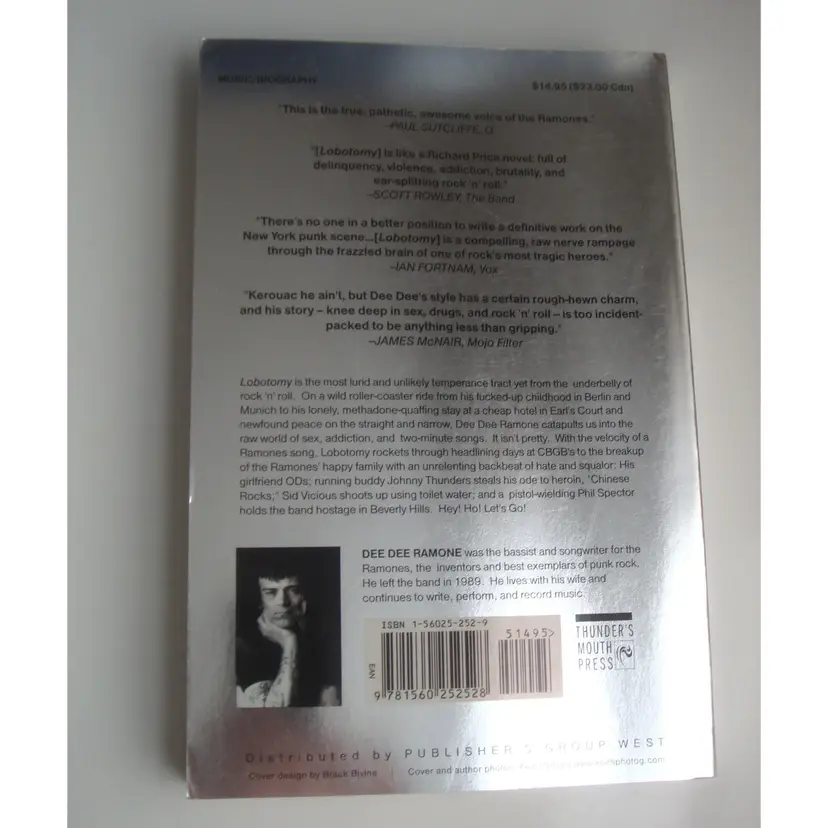 MUSIC/BIOGRAPHY
$14.95 ($23.00 Cdn)
"This is the true, pathetic, awesome voice of the Ramones."
–PAUL SUTCLIFFE, Q
"[Lobotomy] is like a Richard Price novel: full of
delinquency, violence, addiction, brutality, and
ear-splitting rock 'n' roll."
–SCOTT ROWLEY, The Band
"There's no one in a better position to write a definitive work on the
New York punk scene...[Lobotomy] is a compelling, raw nerve rampage
through the frazzled brain of one of rock's most tragic heroes."
–IAN FORTNAM, Vox
"Kerouac he ain't, but Dee Dee's style has a certain rough-hewn charm,
and his story – knee deep in sex, drugs, and rock 'n' roll – is too incident-
packed to be anything less than gripping."
–JAMES McNAIR, Mojo Filter
Lobotomy is the most lurid and unlikely temperance tract yet from the underbelly of
rock 'n' roll. On a wild roller-coaster ride from his fucked-up childhood in Berlin and
Munich to his lonely, methadone-quaffing stay at a cheap hotel in Earl's Court and
newfound peace on the straight and narrow, Dee Dee Ramone catapults us into the
raw world of sex, addiction, and two-minute songs. It isn't pretty. With the velocity of a
Ramones song, Lobotomy rockets through headlining days at CBGB's to the breakup
of the Ramones' happy family with an unrelenting backbeat of hate and squalor: His
girlfriend ODs; running buddy Johnny Thunders steals his ode to heroin, "Chinese
Rocks;" Sid Vicious shoots up using toilet water; and a pistol-wielding Phil Spector
holds the band hostage in Beverly Hills. Hey! Ho! Let's Go!
DEE DEE RAMONE was the bassist and songwriter for the
Ramones, the inventors and best exemplars of punk rock.
He left the band in 1989. He lives with his wife and
continues to write, perform, and record music.
ISBN 1-56025-252-9
51495>
EAN
9 781560 252528
THUNDER'S
MOUTH
PRESS
Distributed by PUBLISHER'S GROUP WEST
Cover design by Brauk Bivine
Cover and author photos